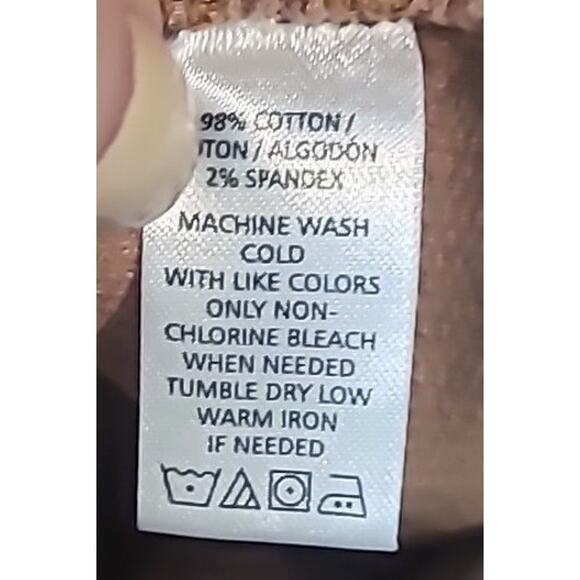 98% COTTON /
TON / ALGODÓN
2% SPANDEX
MACHINE WASH
COLD
WITH LIKE COLORS
ONLY NON-
CHLORINE BLEACH
WHEN NEEDED
TUMBLE DRY LOW
WARM IRON
IF NEEDED